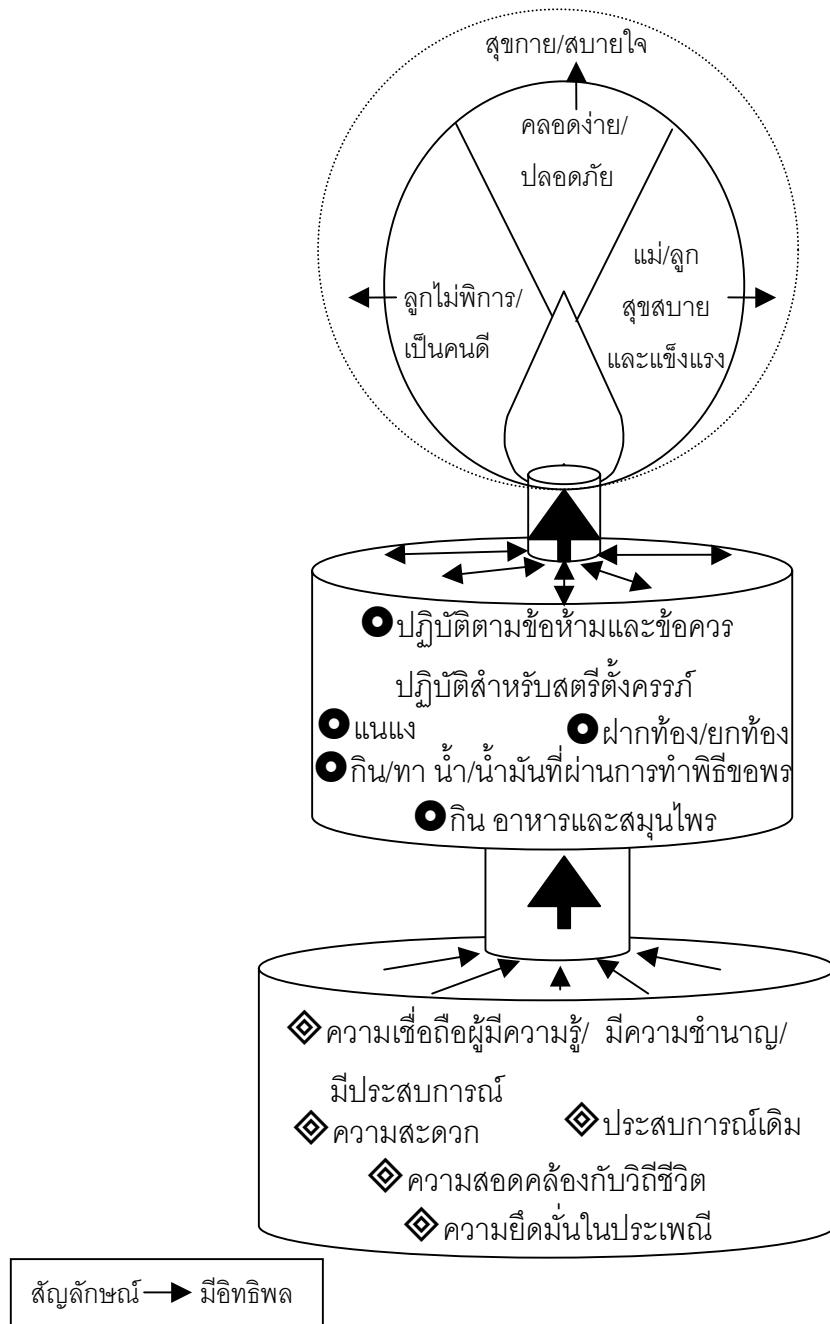 สุขกาย/สบายใจ
คลอดง่าย/
ปลอดภัย
ลูกไม่พิการ/
เป็นคนดี
แม่/ลูก
สุขสบาย
และแข็งแรง
ปฏิบัติตามข้อห้ามและข้อควร
ปฏิบัติสำหรับสตรีตั้งครรภ์
แนแง
ฝากท้อง/ยกท้อง
กิน/ทา น้ำ/น้ำมันที่ผ่านการทำพิธีขอพร
กิน อาหารและสมุนไพร
ความเชื่อถือผู้มีความรู้/ มีความชำนาญ/
มีประสบการณ์
ความสะดวก
ประสบการณ์เดิม
ความสอดคล้องกับวิถีชีวิต
ความยึดมั่นในประเพณี
สัญลักษณ์ มีอิทธิพล